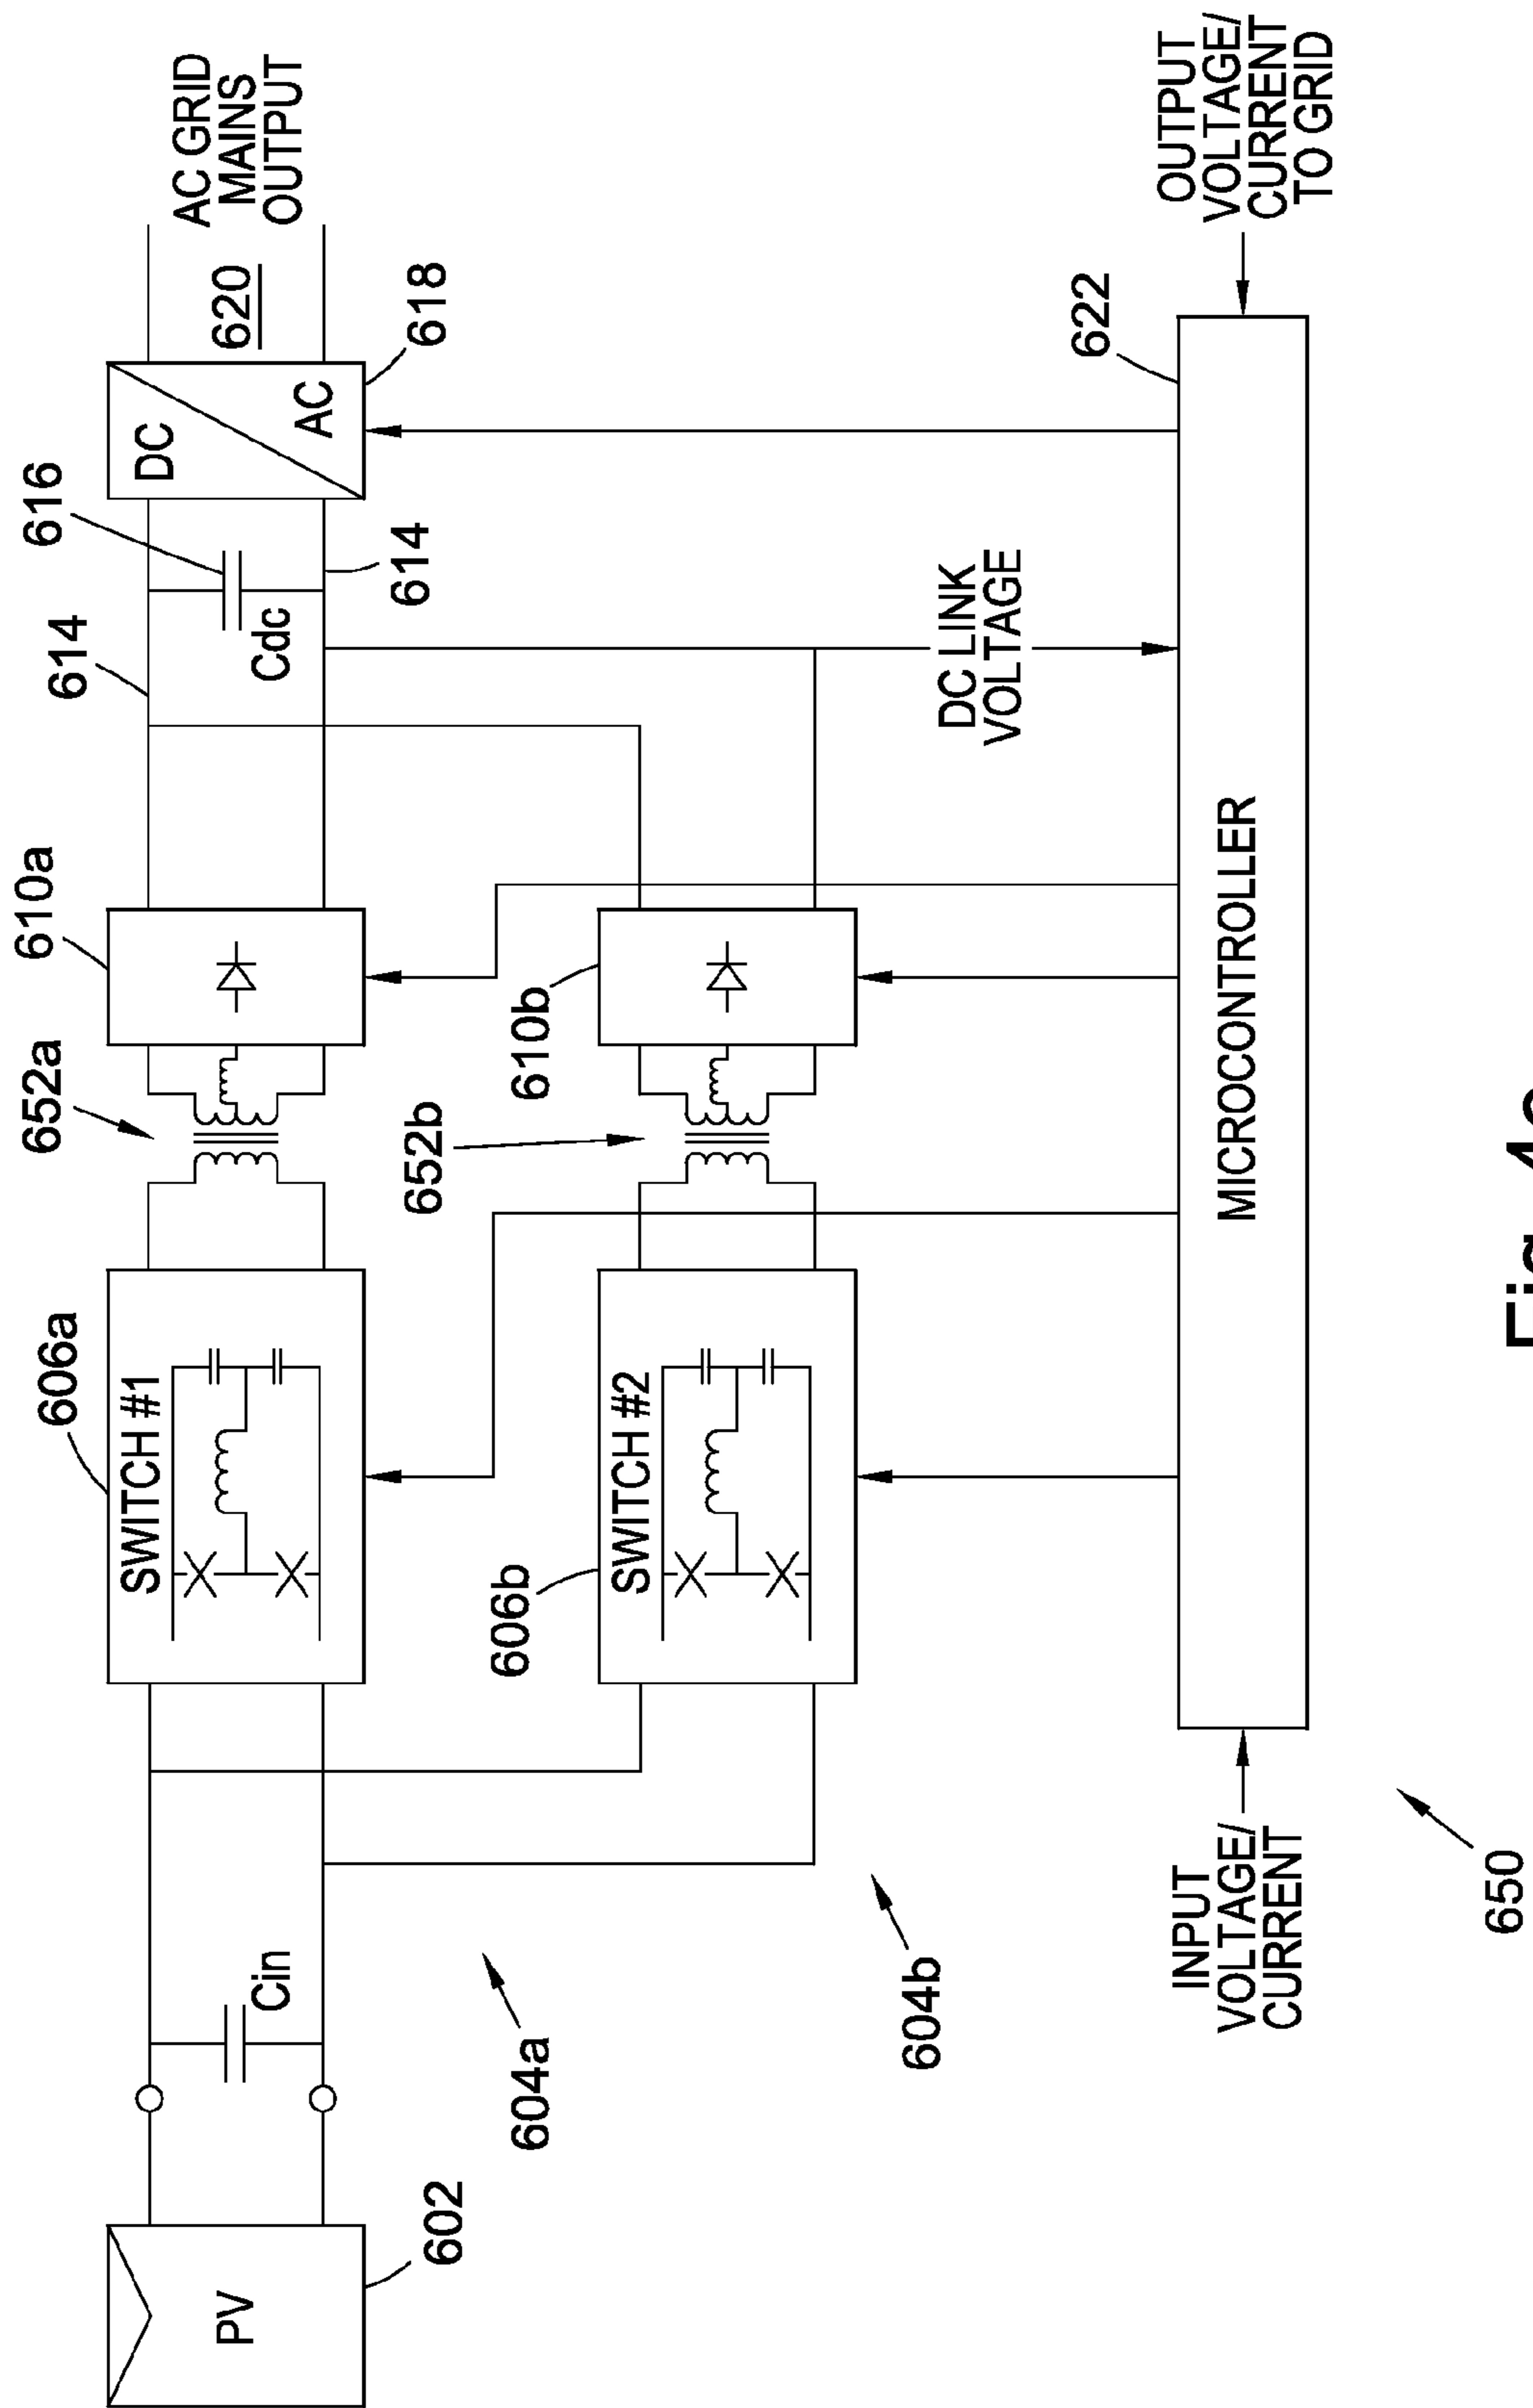 610a
652a
616
606a
614
AC GRID
MAINS
OUTPUT
DC
SWITCH #1
620
PV
Cin
Cdc
AC
602
618
614
652b
604a
606b
610b
SWITCH #2
604b
DC LINK
VOLTAGE
622
INPUT
VOLTAGE/
CURRENT
MICROCONTROLLER
OUTPUT
VOLTAGE/
CURRENT
TO GRID
650